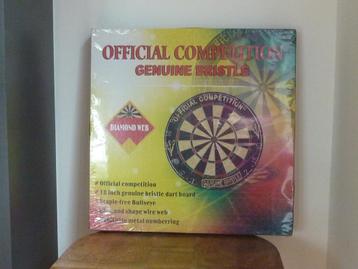 OFFICIAL COMPETITION
GENUINE BRISTLE
OFFICIAL COMPETITION
DIAMOND WEB
Official competition
18 inch genuine bristle dart board
Staple-free Bullseye
and shape wire web
metal numberring